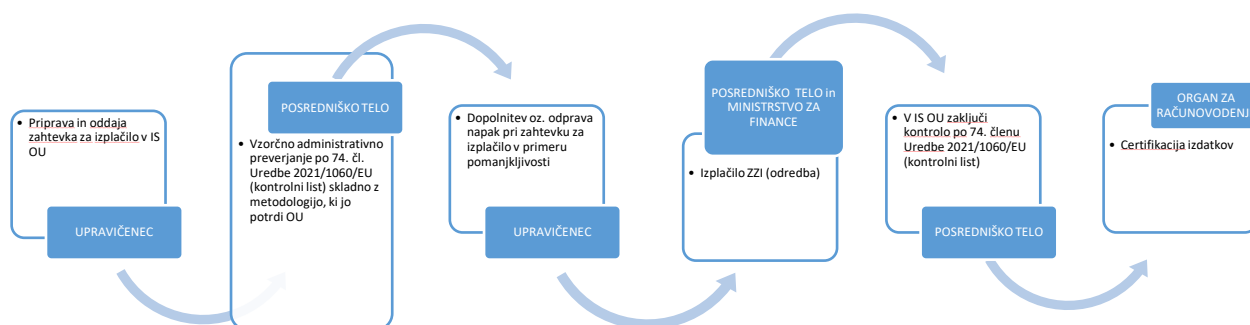 • Priprava in oddaja
zahtevka za izplačilo v IS
OU
UPRAVIČENEC
POSREDNIŠKO TELO
• Vzorčno administrativno
preverjanje po 74. čl.
Uredbe 2021/1060/EU
(kontrolni list) skladno z
metodologijo, ki jo
potrdi OU
• Dopolnitev oz. odprava
napak pri zahtevku za
izplačilo v primeru
pomanjkljivosti
UPRAVIČENEC
POSREDNIŠKO TELO in
MINISTRSTVO ZA
FINANCE
• Izplačilo ZZI (odredba)
• V IS OU zaključi
kontrolo po 74. členu
Uredbe 2021/1060/EU
(kontrolni list)
POSREDNIŠKO TELO
ORGAN ZA
RAČUNOVODENJE
• Certifikacija izdatkov